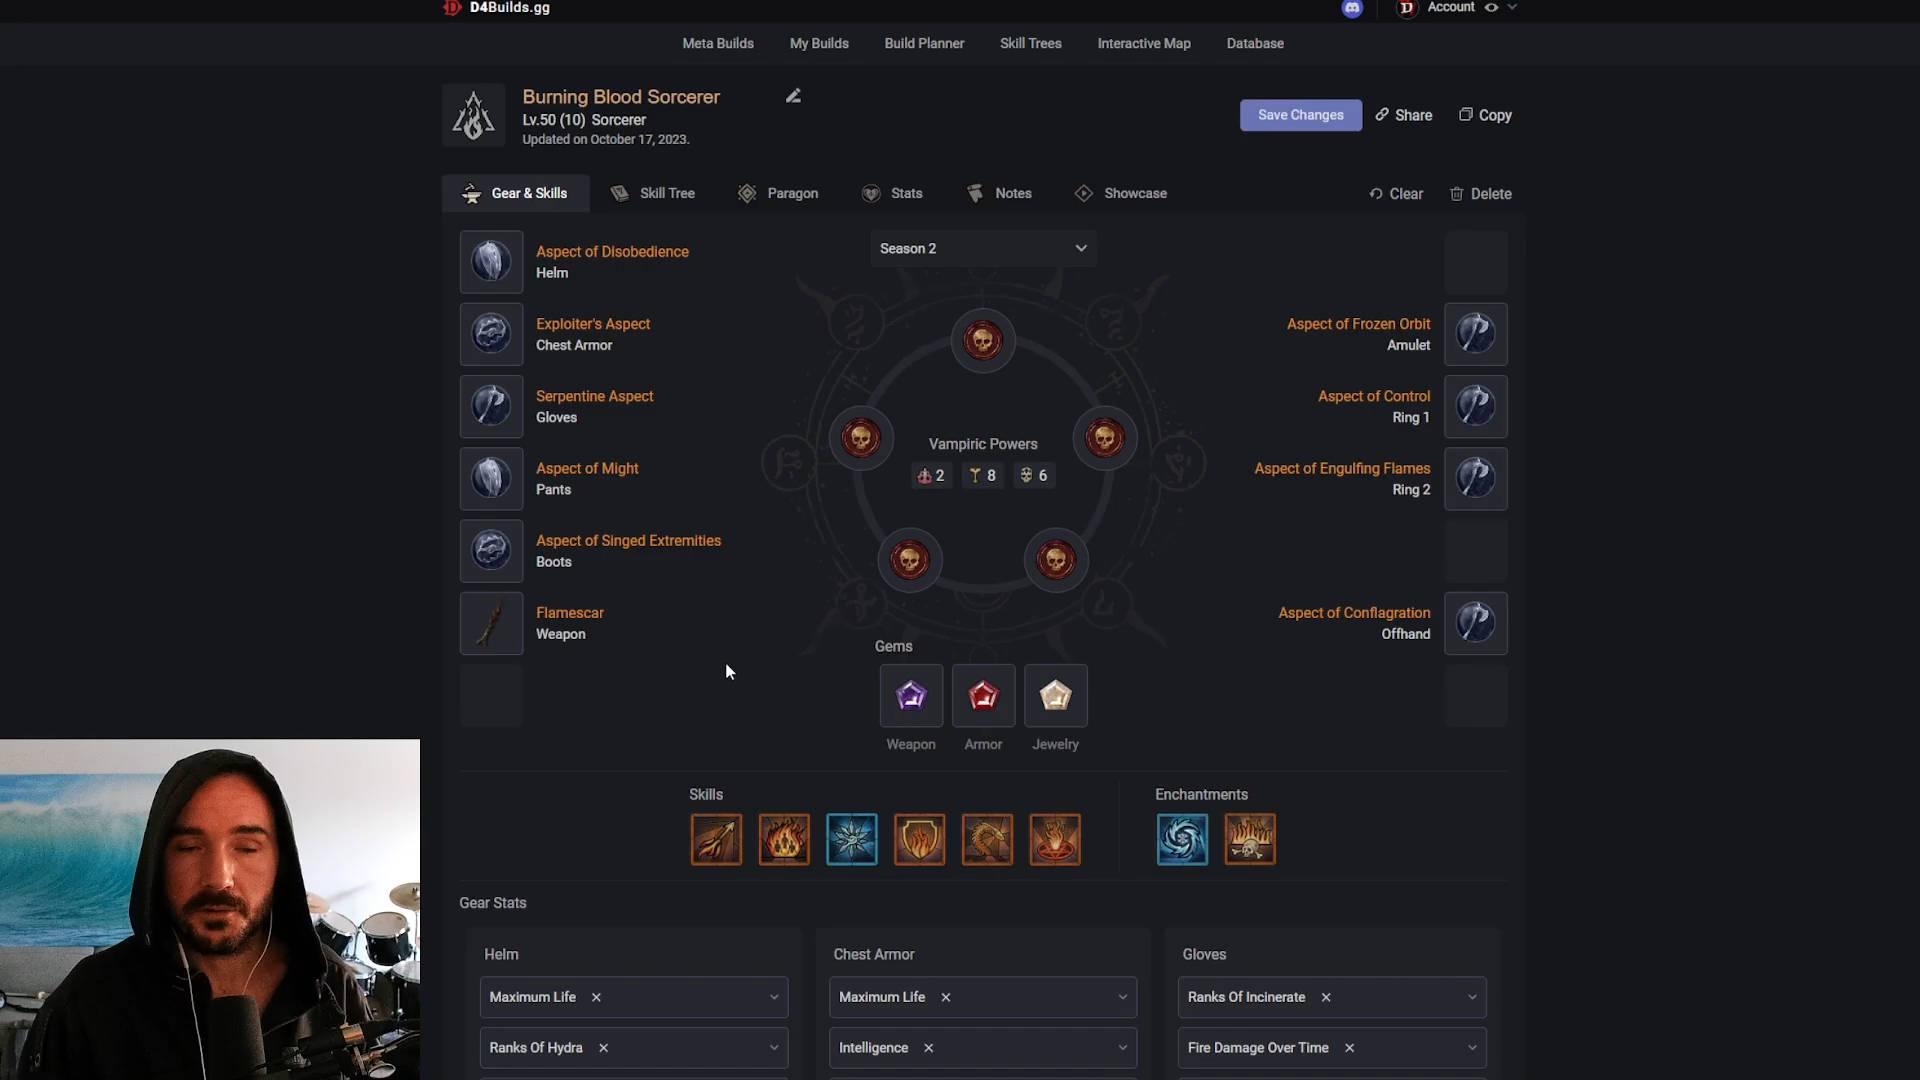 D4Builds.gg
Account
Meta Builds
My Builds
Build Planner
Skill Trees
Interactive Map
Database
Burning Blood Sorcerer
Lv.50 (10) Sorcerer
Updated on October 17, 2023.
Save Changes
Share
Copy
Gear & Skills
Skill Tree
Paragon
Stats
Notes
Showcase
Clear
Delete
Aspect of Disobedience
Helm
Exploiter's Aspect
Chest Armor
Serpentine Aspect
Gloves
Aspect of Might
Pants
Aspect of Singed Extremities
Boots
Flamescar
Weapon
Season 2
Vampiric Powers
2 8 6
Gems
Weapon
Armor
Jewelry
Aspect of Frozen Orbit
Amulet
Aspect of Control
Ring 1
Aspect of Engulfing Flames
Ring 2
Aspect of Conflagration
Offhand
Skills
Enchantments
Gear Stats
Helm
Maximum Life
Ranks Of Hydra
Chest Armor
Maximum Life
Intelligence
Gloves
Ranks Of Incinerate
Fire Damage Over Time